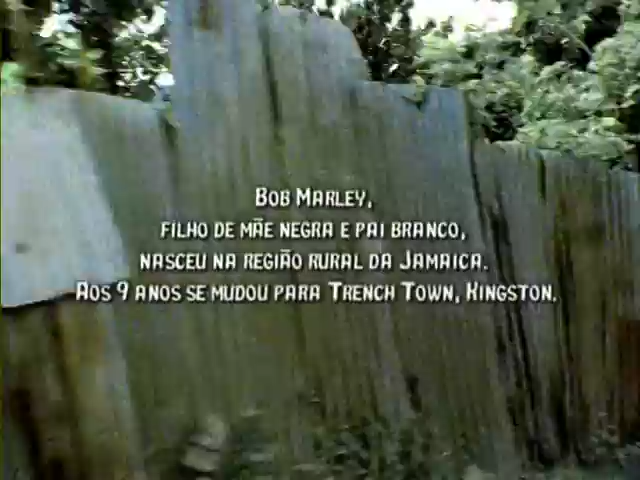 Bob Marley,
filho de mãe negra e pai branco,
nasceu na região rural da Jamaica.
Aos 9 anos se mudou para Trench Town, Kingston.